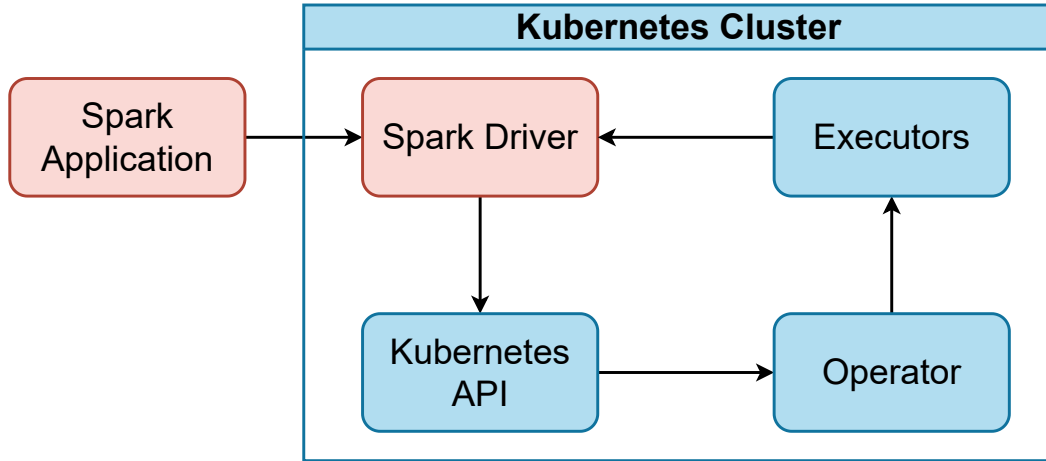 Kubernetes Cluster
Spark
Application
Spark Driver
Executors
Kubernetes
API
Operator